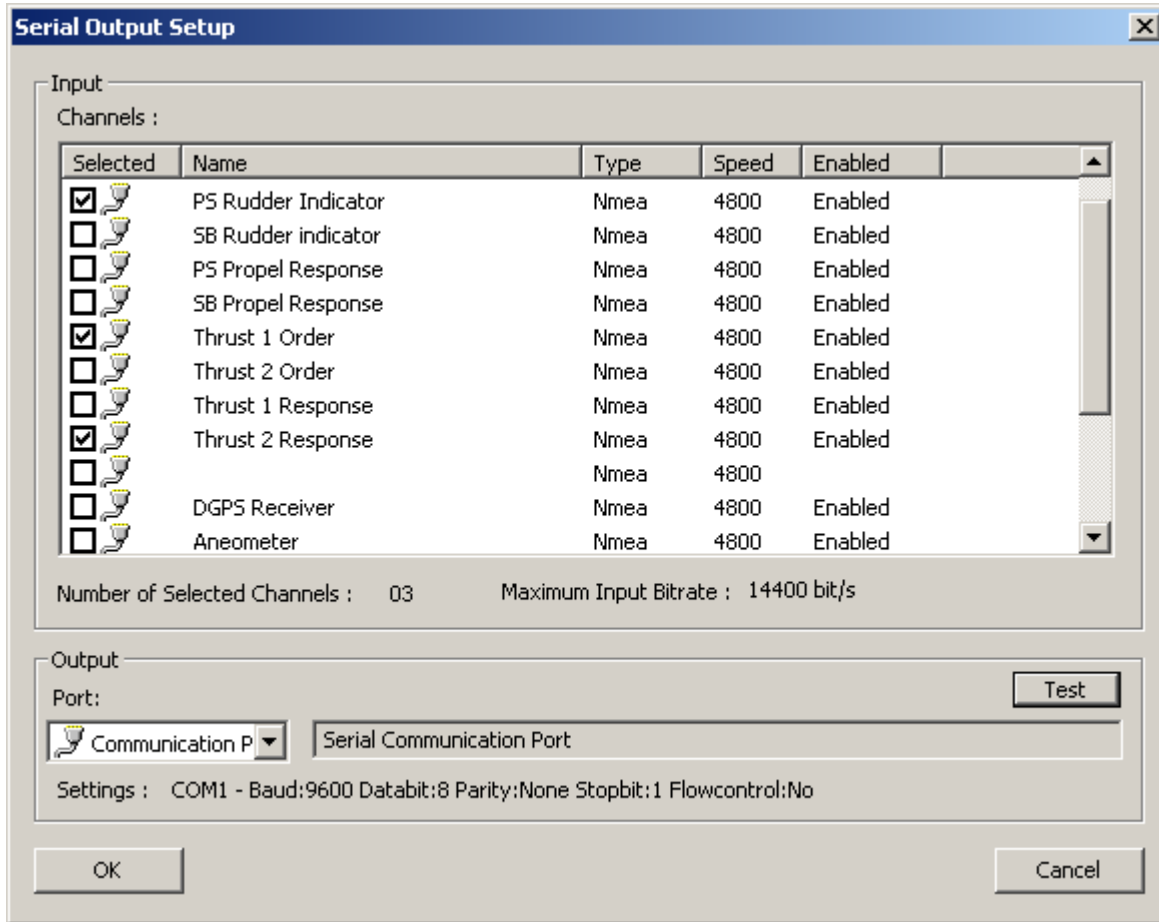 Serial Output Setup
Input
Channels :
Selected Name Type Speed Enabled
PS Rudder Indicator Nmea 4800 Enabled
SB Rudder indicator Nmea 4800 Enabled
PS Propel Response Nmea 4800 Enabled
SB Propel Response Nmea 4800 Enabled
Thrust 1 Order Nmea 4800 Enabled
Thrust 2 Order Nmea 4800 Enabled
Thrust 1 Response Nmea 4800 Enabled
Thrust 2 Response Nmea 4800 Enabled
Nmea 4800
DGPS Receiver Nmea 4800 Enabled
Aneometer Nmea 4800 Enabled
Number of Selected Channels : 03 Maximum Input Bitrate : 14400 bit/s
Output
Test
Port:
Communication P Serial Communication Port
Settings : COM1 - Baud:9600 Databit:8 Parity:None Stopbit:1 Flowcontrol:No
OK Cancel